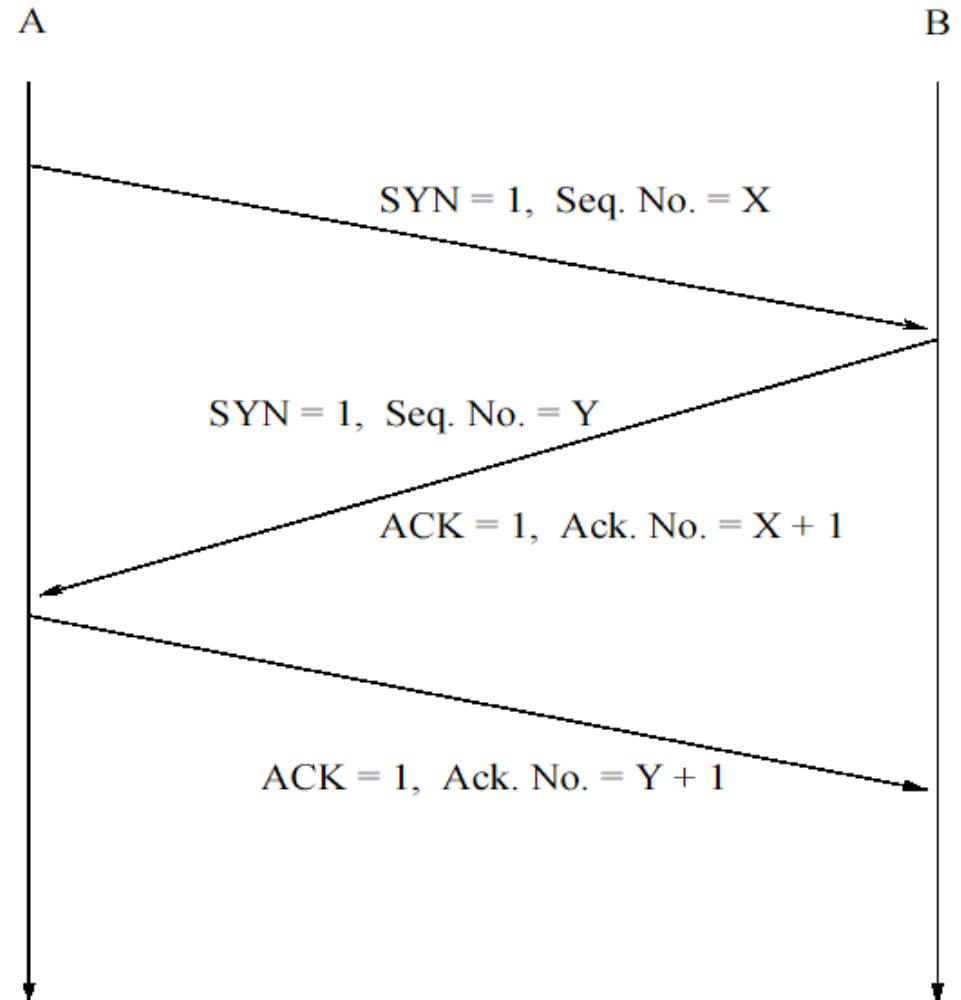 A
B
SYN = 1, Seq. No. = X
SYN = 1, Seq. No. = Y
ACK = 1, Ack. No. = X + 1
ACK = 1, Ack. No. = Y + 1